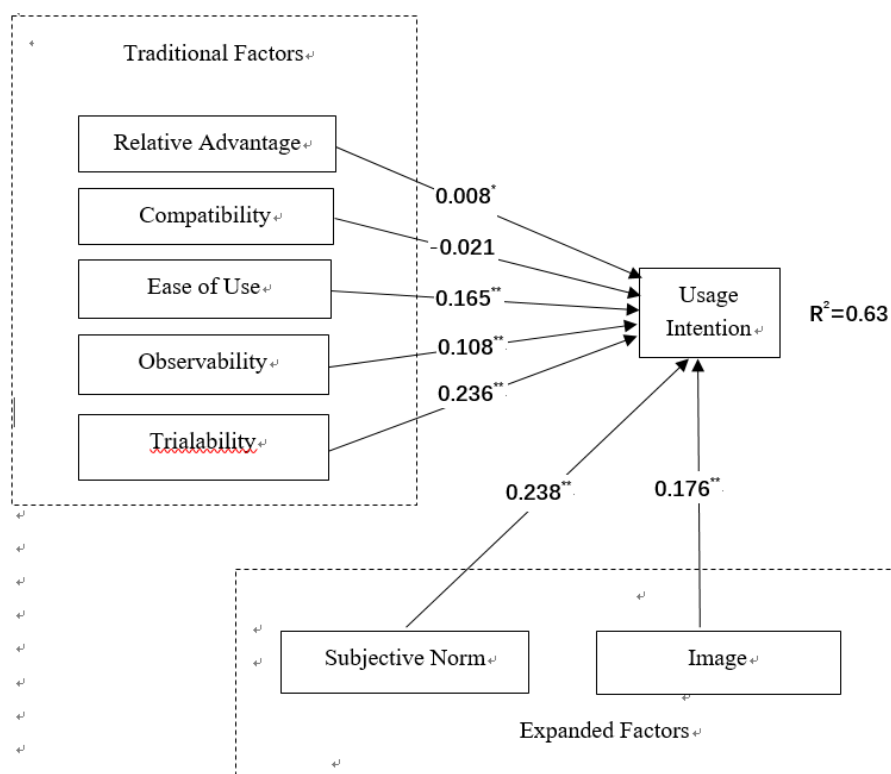 Traditional Factors
Relative Advantage
Compatibility
Ease of Use
Observability
Trialability
0.008*
-0.021
0.165**
0.108**
0.236**
Usage
Intention
R²=0.63
0.238**
0.176**
Subjective Norm
Image
Expanded Factors